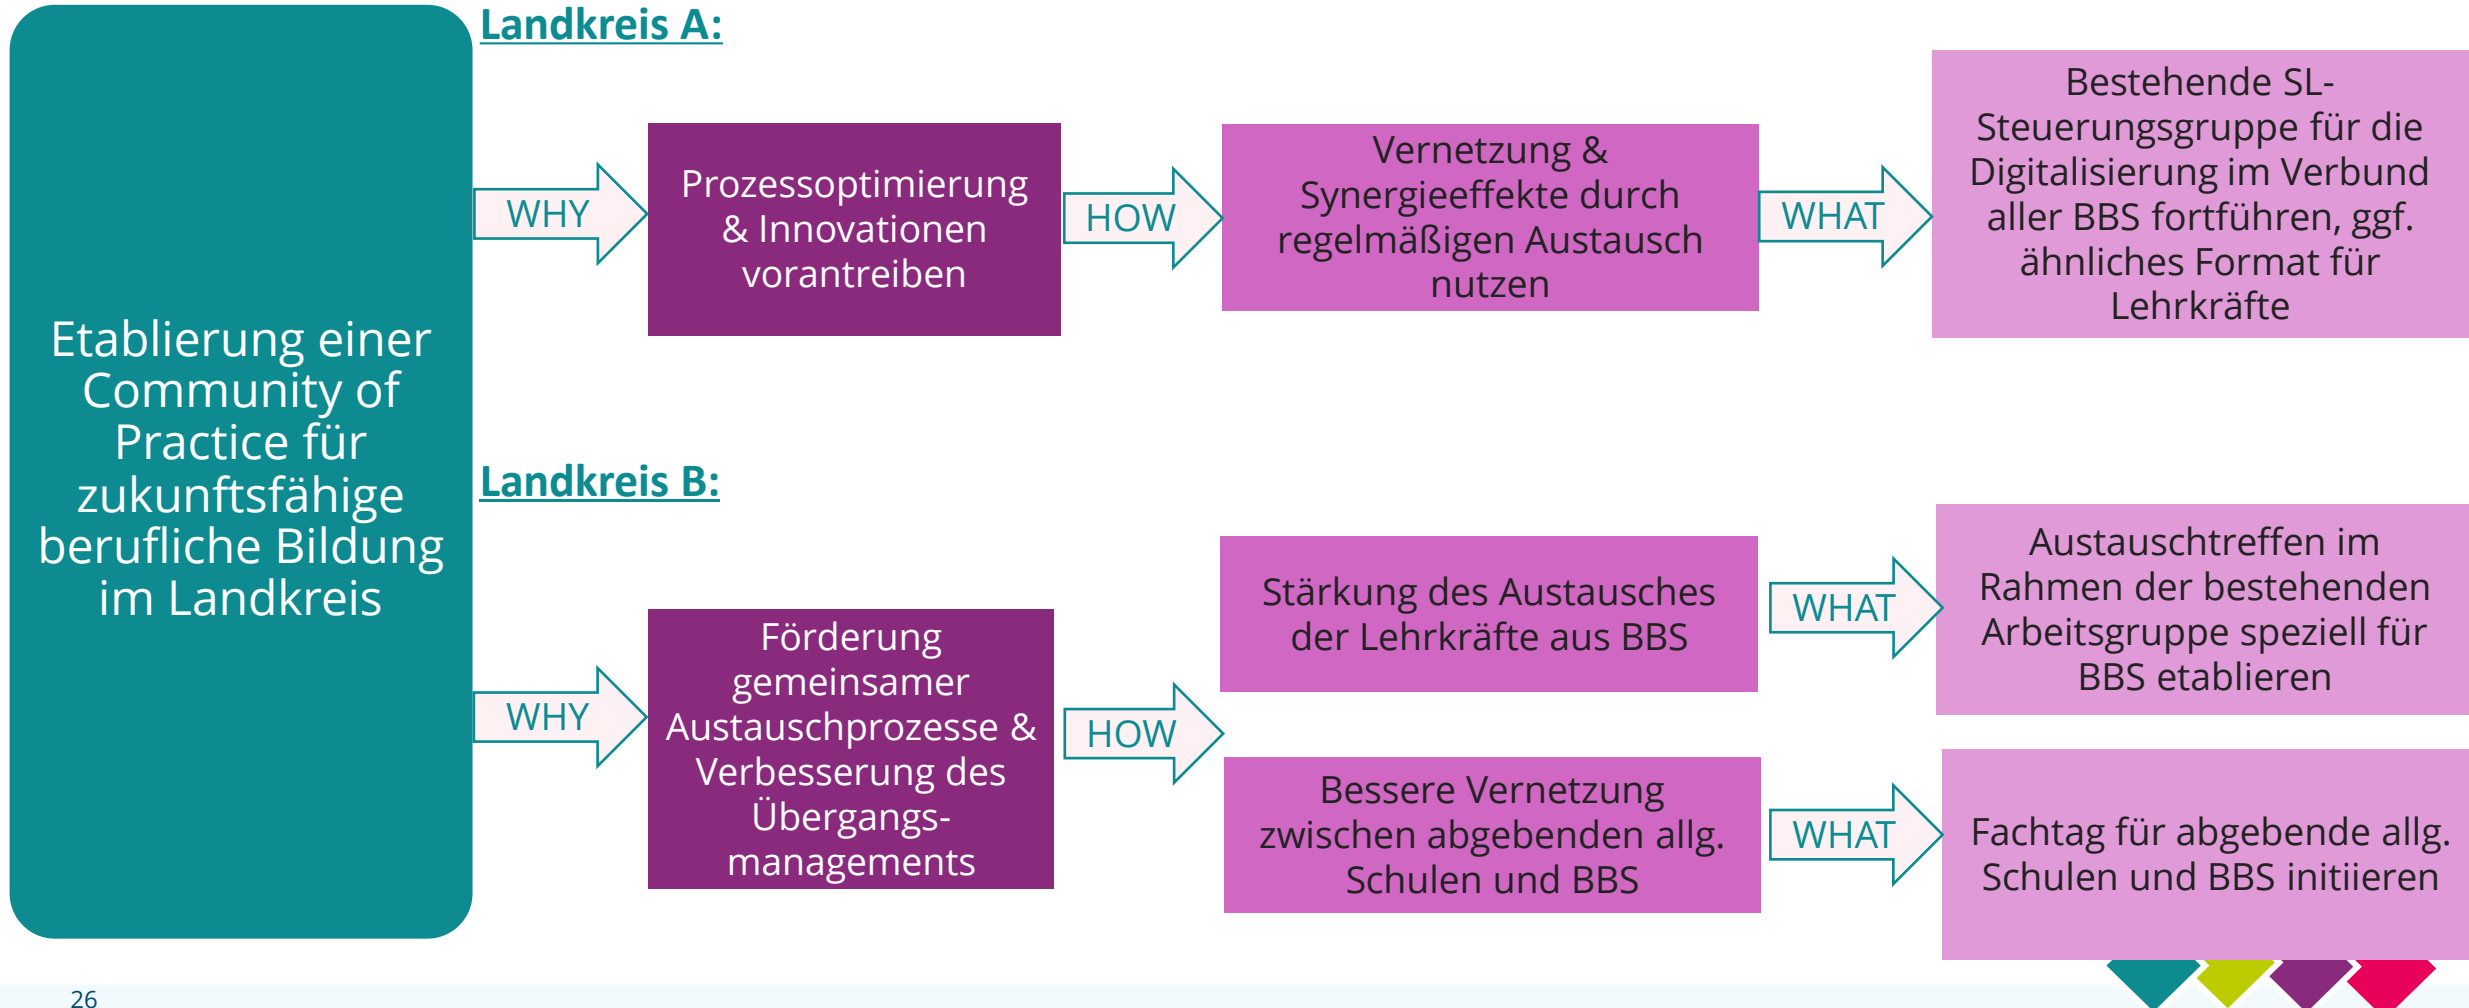 Etablierung einer
Community of
Practice für
zukunftsfähige
berufliche Bildung
im Landkreis
Landkreis A:
WHY
Prozessoptimierung
& Innovationen
vorantreiben
HOW
Vernetzung &
Synergieeffekte durch
regelmäßigen Austausch
nutzen
WHAT
Bestehende SL-
Steuerungsgruppe für die
Digitalisierung im Verbund
aller BBS fortführen, ggf.
ähnliches Format für
Lehrkräfte
Landkreis B:
WHY
Förderung
gemeinsamer
Austauschprozesse &
Verbesserung des
Übergangs-
managements
HOW
Stärkung des Austausches
der Lehrkräfte aus BBS
WHAT
Austauschtreffen im
Rahmen der bestehenden
Arbeitsgruppe speziell für
BBS etablieren
Bessere Vernetzung
zwischen abgebenden allg.
Schulen und BBS
WHAT
Fachtag für abgebende allg.
Schulen und BBS initiieren
26